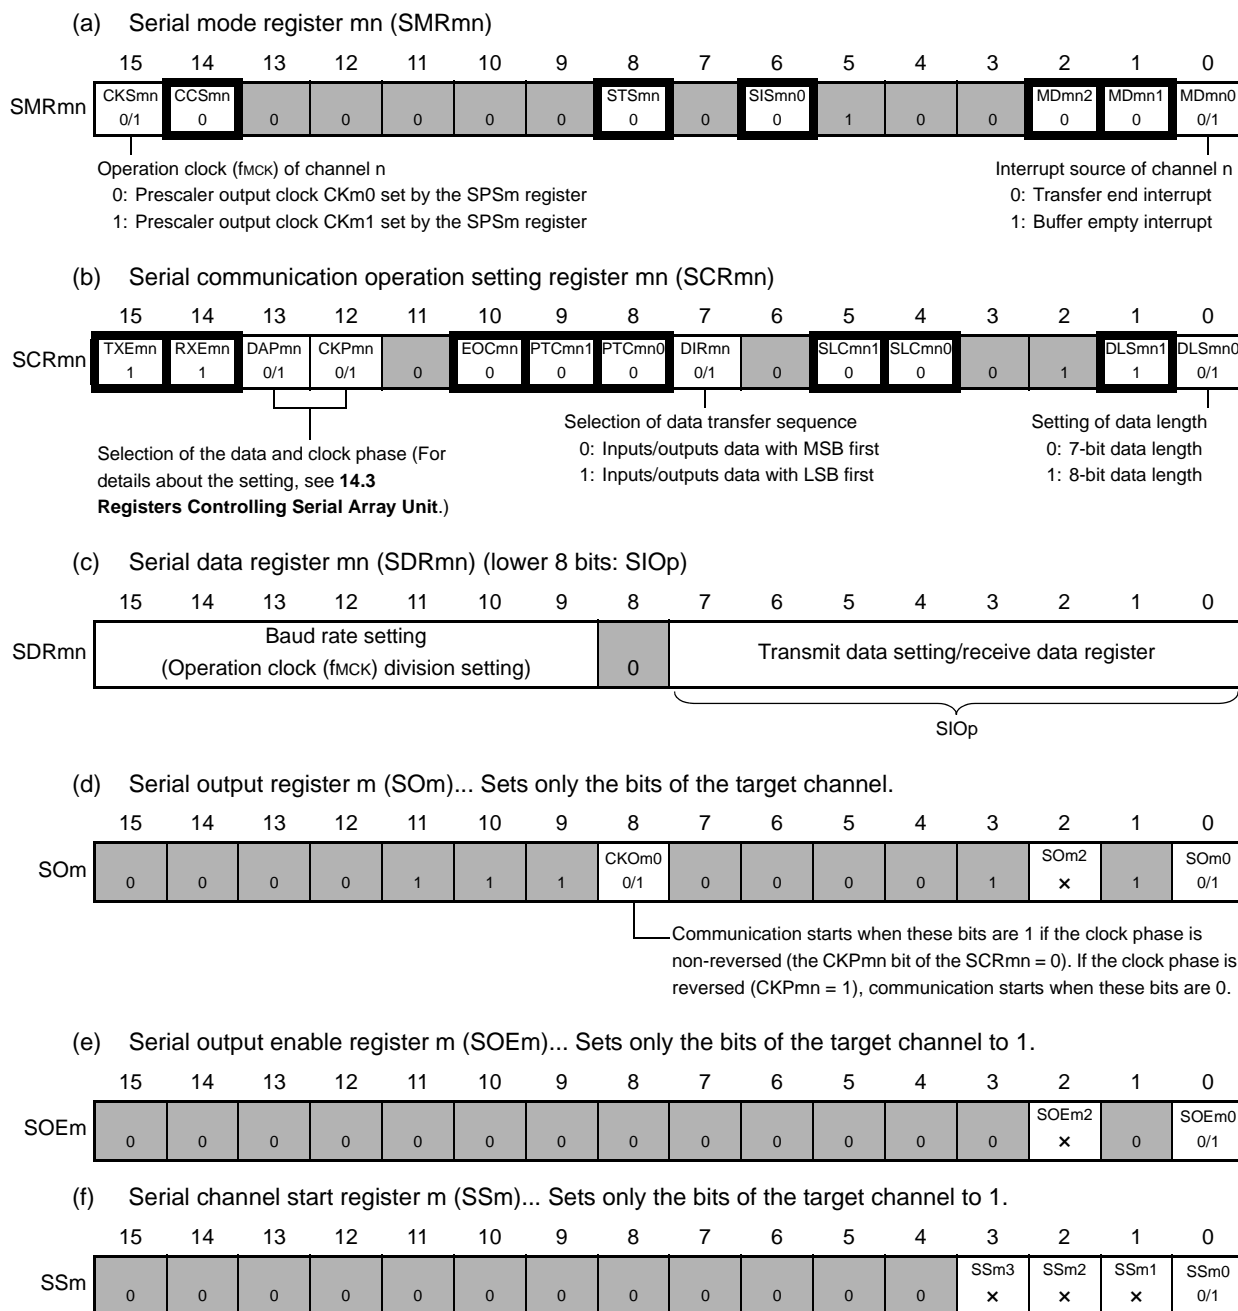 (a) Serial mode register mn (SMRmn)
15 14 13 12 11 10 9 8 7 6 5 4 3 2 1 0
CKSmn CCSmn STSmn SISmn0 MDmn2 MDmn1 MDmn0
SMRmn
0/1 0 0 0 0 0 0 0 0 0 1 0 0 0 0 0/1
Operation clock (fMCK) of channel n
0: Prescaler output clock CKm0 set by the SPSm register
1: Prescaler output clock CKm1 set by the SPSm register
Interrupt source of channel n
0: Transfer end interrupt
1: Buffer empty interrupt
(b) Serial communication operation setting register mn (SCRmn)
15 14 13 12 11 10 9 8 7 6 5 4 3 2 1 0
TXEmn RXEmn DAPmn CKPmn EOCmn PTCmn1 PTCmn0 DIRmn SLCmn1 SLCmn0 DLSmn1 DLSmn0
SCRmn
1 1 0/1 0/1 0 0 0 0 0/1 0 0 0 0 1 1 0/1
Selection of the data and clock phase (For
details about the setting, see 14.3
Registers Controlling Serial Array Unit.)
Selection of data transfer sequence
0: Inputs/outputs data with MSB first
1: Inputs/outputs data with LSB first
Setting of data length
0: 7-bit data length
1: 8-bit data length
(c) Serial data register mn (SDRmn) (lower 8 bits: SIOp)
15 14 13 12 11 10 9 8 7 6 5 4 3 2 1 0
SDRmn
Baud rate setting
(Operation clock (fMCK) division setting)
0
Transmit data setting/receive data register
SIOp
(d) Serial output register m (SOm)... Sets only the bits of the target channel.
15 14 13 12 11 10 9 8 7 6 5 4 3 2 1 0
CKOm0 SOm2 SOm0
SOm
0 0 0 0 1 1 1 0/1 0 0 0 0 1 × 1 0/1
Communication starts when these bits are 1 if the clock phase is
non-reversed (the CKPmn bit of the SCRmn = 0). If the clock phase is
reversed (CKPmn = 1), communication starts when these bits are 0.
(e) Serial output enable register m (SOEm)... Sets only the bits of the target channel to 1.
15 14 13 12 11 10 9 8 7 6 5 4 3 2 1 0
SOEm2 SOEm0
SOEm
0 0 0 0 0 0 0 0 0 0 0 0 0 × 0 0/1
(f) Serial channel start register m (SSm)... Sets only the bits of the target channel to 1.
15 14 13 12 11 10 9 8 7 6 5 4 3 2 1 0
SSm3 SSm2 SSm1 SSm0
SSm
0 0 0 0 0 0 0 0 0 0 0 0 × × × 0/1